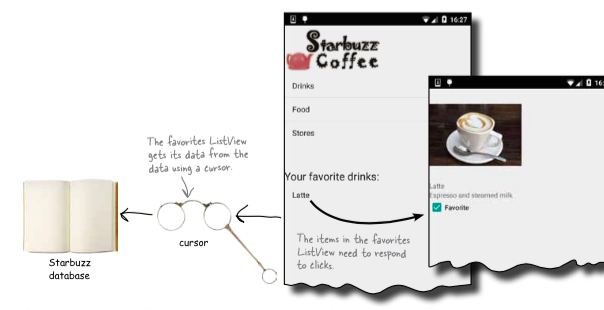 The favorites ListView
gets its data from the
data using a cursor.
Starbuzz
database
cursor
16:27
Starbuzz
Coffee
Drinks
Food
Stores
Your favorite drinks:
Latte
The items in the favorites
ListView need to respond
to clicks.
Latte
Espresso and steamed milk
Favorite